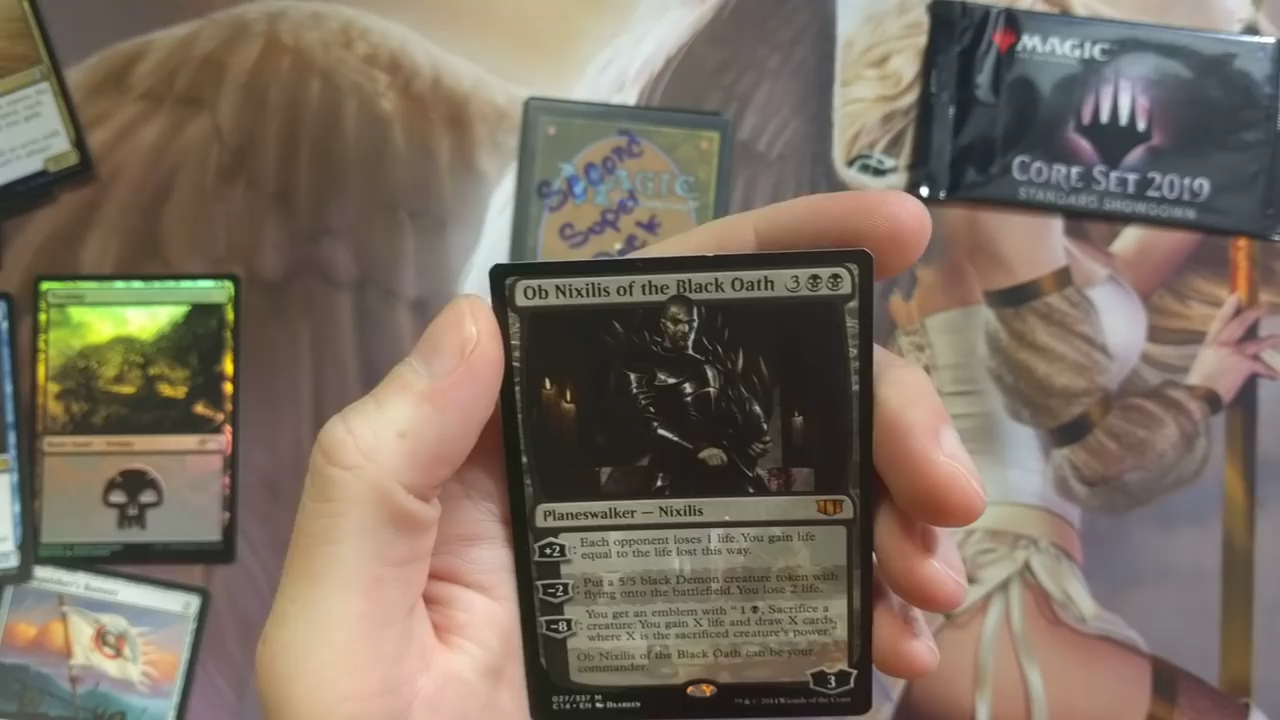 MAGIC
CORE SET 2019
STANDARD SHOWDOWN
Second
Super
Ob Nixilis of the Black Oath 3
Planeswalker — Nixilis
+2: Each opponent loses 1 life. You gain life
equal to the life lost this way.
-2: Put a 5/5 black Demon creature token with
flying onto the battlefield. You lose 2 life.
-8: You get an emblem with "1, Sacrifice a
creature: You gain X life and draw X cards,
where X is the sacrificed creature's power."
Ob Nixilis of the Black Oath can be your
commander.
3
027/337 M
C14 • EN DAARKEN
™ & © 2014 Wizards of the Coast